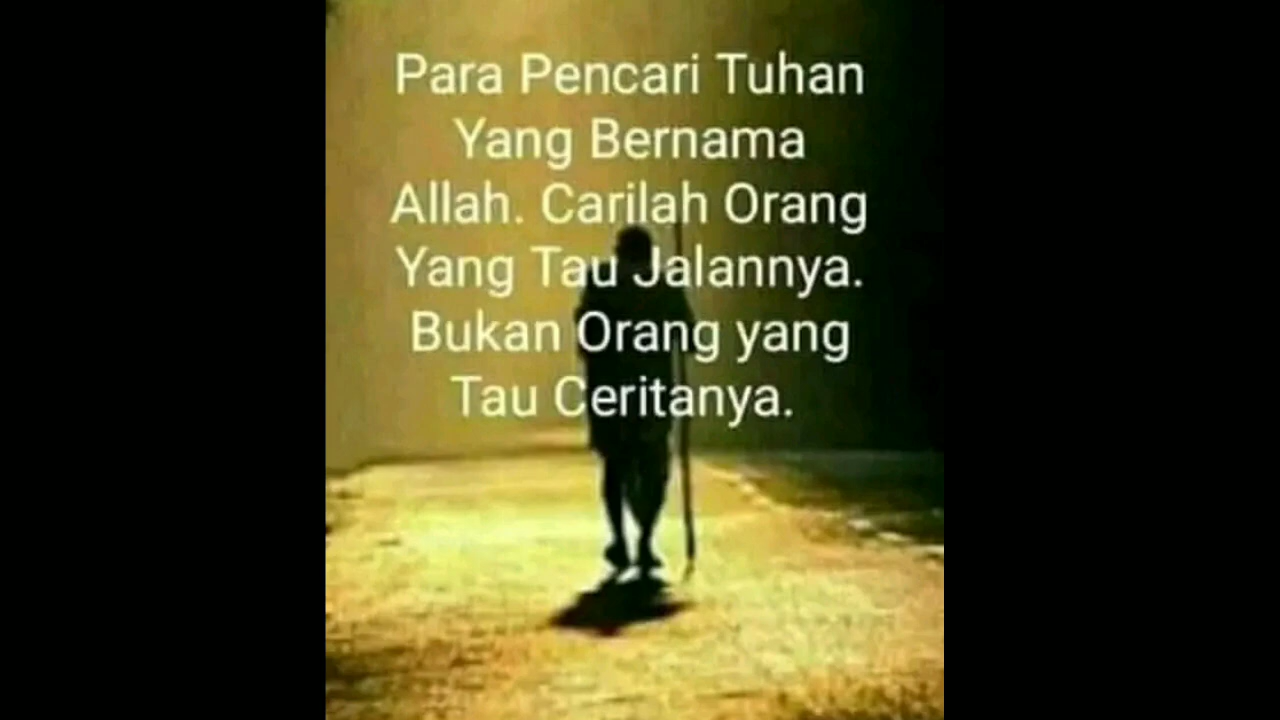 Para Pencari Tuhan
Yang Bernama
Allah. Carilah Orang
Yang Tau Jalannya.
Bukan Orang yang
Tau Ceritanya.